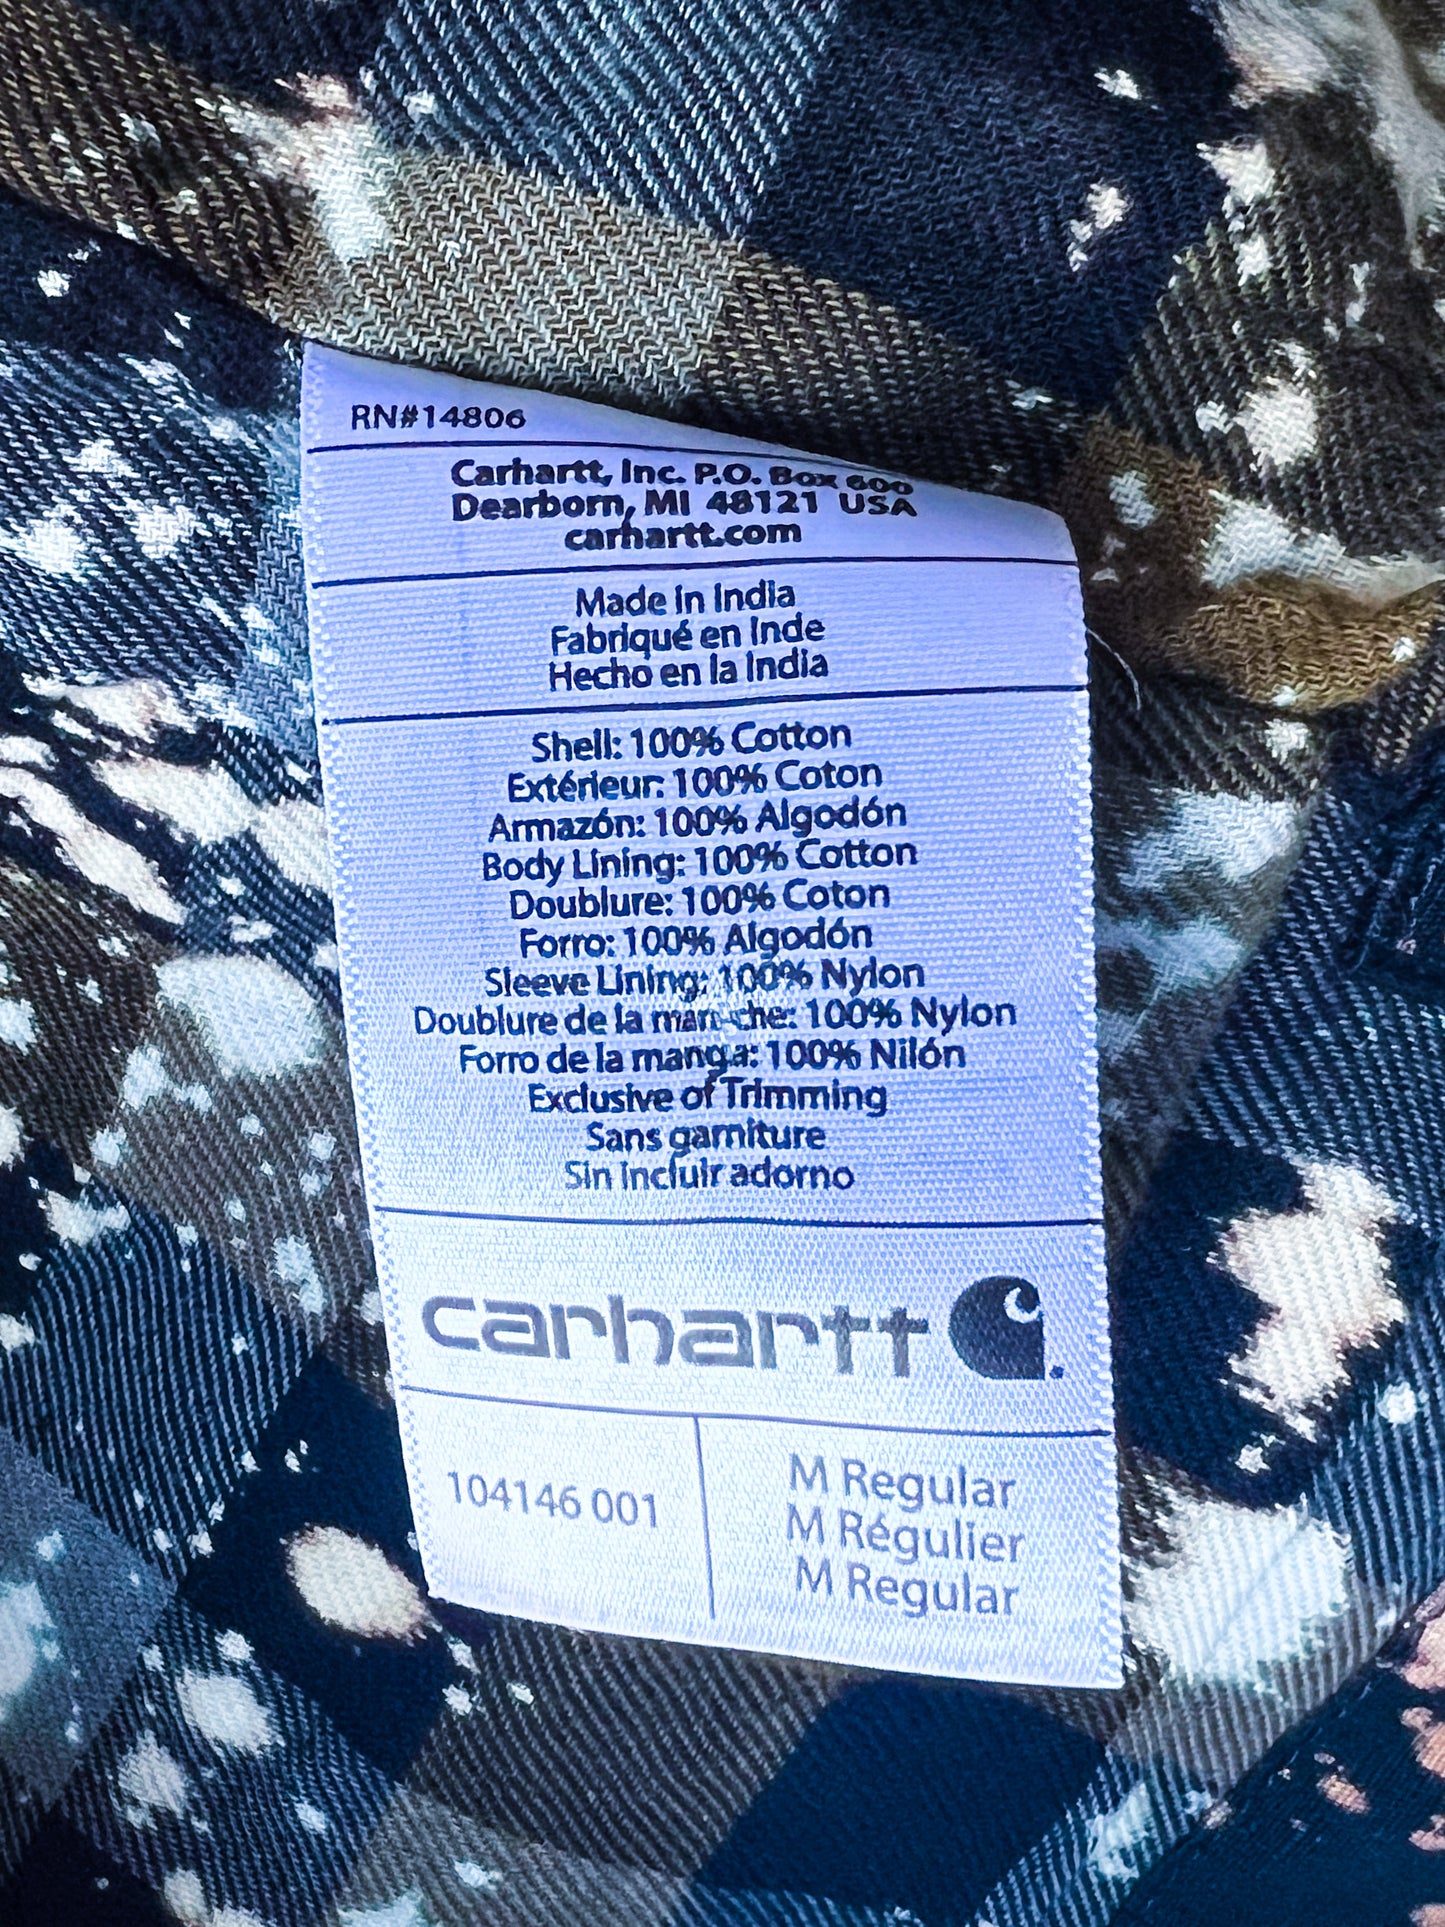 RN#14806
Carhartt, Inc. P.O. Box 600
Dearborn, MI 48121 USA
carhartt.com
Made in India
Fabriqué en Inde
Hecho en la India
Shell: 100% Cotton
Extérieur: 100% Coton
Armazón: 100% Algodón
Body Lining: 100% Cotton
Doublure: 100% Coton
Forro: 100% Algodón
Sleeve Lining: 100% Nylon
Doublure de la manche: 100% Nylon
Forro de la manga: 100% Nilón
Exclusive of Trimming
Sans garniture
Sin incluir adorno
carhartt
104146 001
M Regular
M Régulier
M Regular